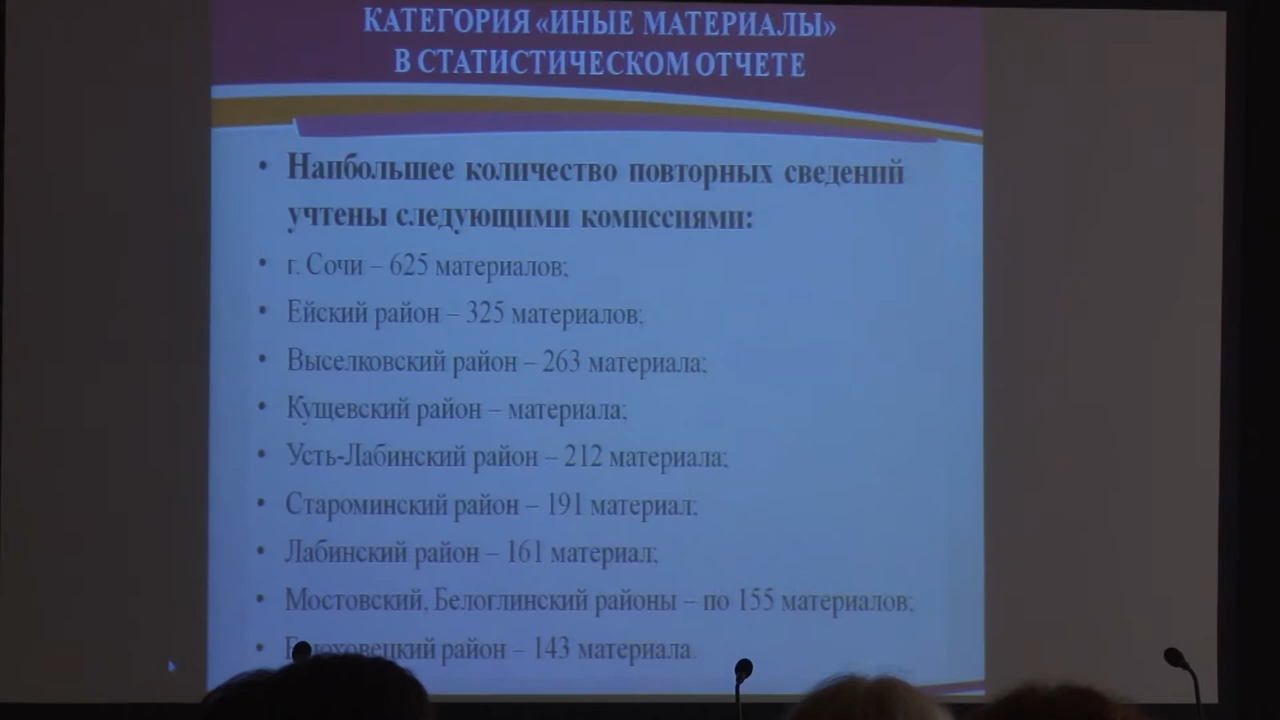 КАТЕГОРИЯ «ИНЫЕ МАТЕРИАЛЫ»
В СТАТИСТИЧЕСКОМ ОТЧЕТЕ
• Наибольшее количество повторных сведений
учтены следующими комиссиями:
• г. Сочи – 625 материалов;
• Ейский район – 325 материалов;
• Выселковский район – 263 материала;
• Кущевский район – материала;
• Усть-Лабинский район – 212 материала;
• Староминский район – 191 материал;
• Лабинский район – 161 материал;
• Мостовский, Белоглинский районы – по 155 материалов;
• район – 143 материала.